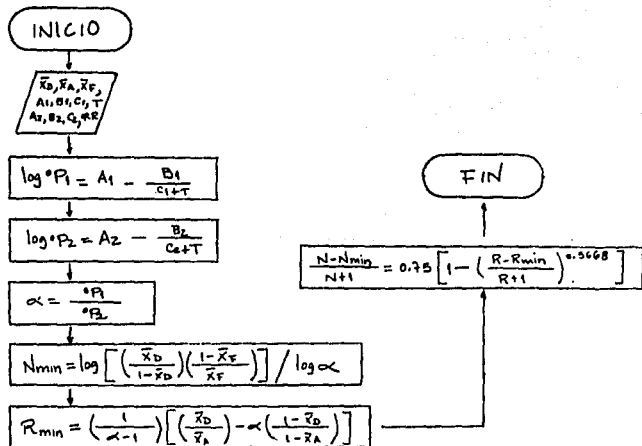 INICIO
x̄D, x̄A, x̄F,
A1, B1, C1, T
A2, B2, C2, αR
log °P1 = A1 - B1 / C1+T
log °P2 = A2 - B2 / C2+T
α = °P1 / °P2
Nmin = log [ ( x̄D / 1-x̄D ) ( 1-x̄F / x̄F ) ] / log α
Rmin = ( 1 / α-1 ) [ ( x̄D / x̄A ) - α ( 1-x̄D / 1-x̄A ) ]
N-Nmin / N+1 = 0.75 [ 1 - ( R-Rmin / R+1 )^0.5668 ]
FIN